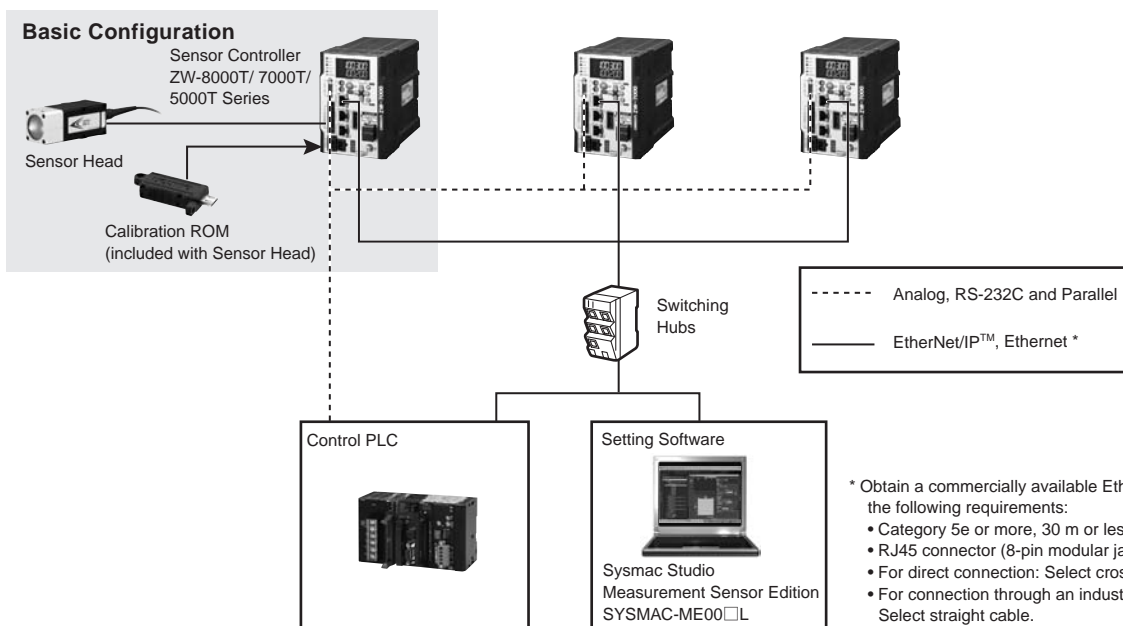 Basic Configuration
Sensor Controller
ZW-8000T/ 7000T/
5000T Series
Sensor Head
Calibration ROM
(included with Sensor Head)
Switching
Hubs
Analog, RS-232C and Parallel
EtherNet/IP™, Ethernet *
Control PLC
Setting Software
Sysmac Studio
Measurement Sensor Edition
SYSMAC-ME00□L
* Obtain a commercially available Eth
the following requirements:
• Category 5e or more, 30 m or les
• RJ45 connector (8-pin modular ja
• For direct connection: Select cros
• For connection through an indust
Select straight cable.